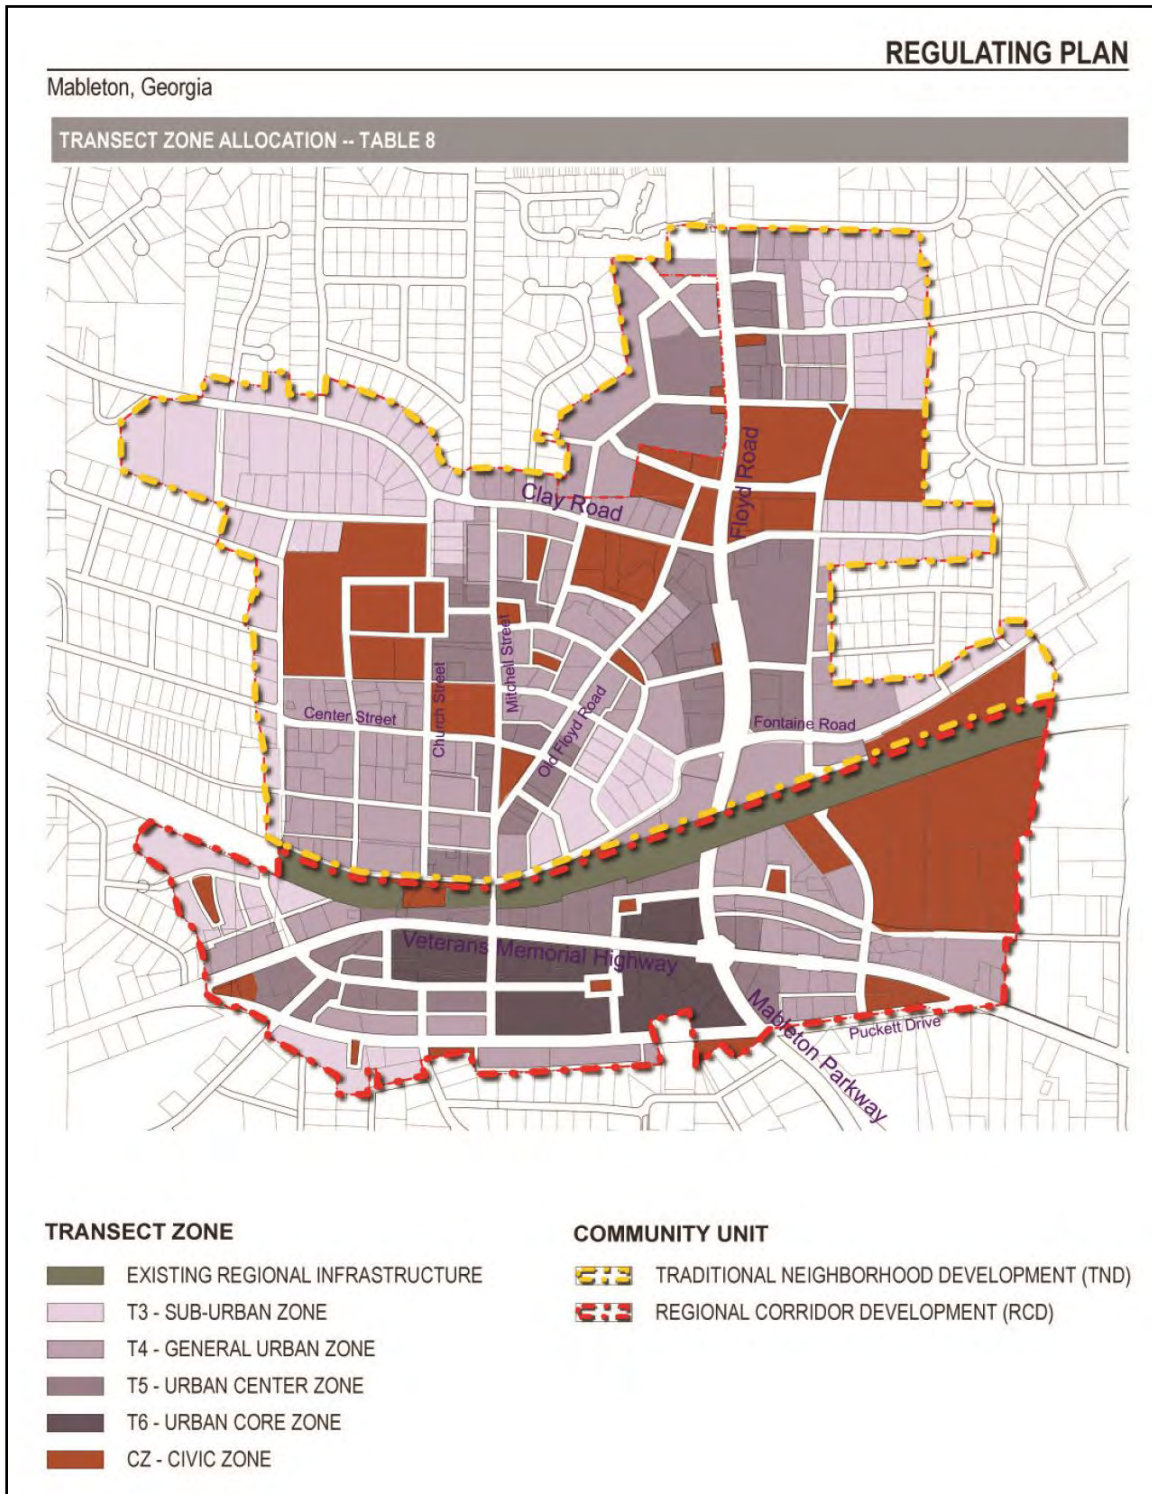 REGULATING PLAN
Mableton, Georgia
TRANSECT ZONE ALLOCATION -- TABLE 8
Clay Road
Floyd Road
Mitchell Street
Church Street
Center Street
Old Floyd Road
Fontaine Road
Veterans Memorial Highway
Mableton Parkway
Puckett Drive
TRANSECT ZONE
EXISTING REGIONAL INFRASTRUCTURE
T3 - SUB-URBAN ZONE
T4 - GENERAL URBAN ZONE
T5 - URBAN CENTER ZONE
T6 - URBAN CORE ZONE
CZ - CIVIC ZONE
COMMUNITY UNIT
TRADITIONAL NEIGHBORHOOD DEVELOPMENT (TND)
REGIONAL CORRIDOR DEVELOPMENT (RCD)